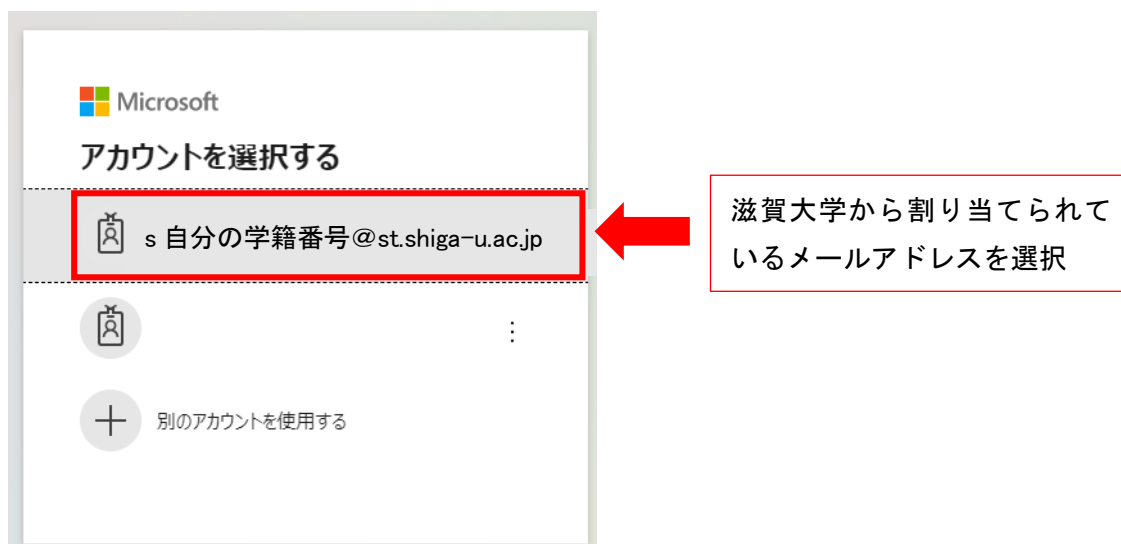 Microsoft
アカウントを選択する
s 自分の学籍番号@st.shiga-u.ac.jp
滋賀大学から割り当てられて
いるメールアドレスを選択
別のアカウントを使用する